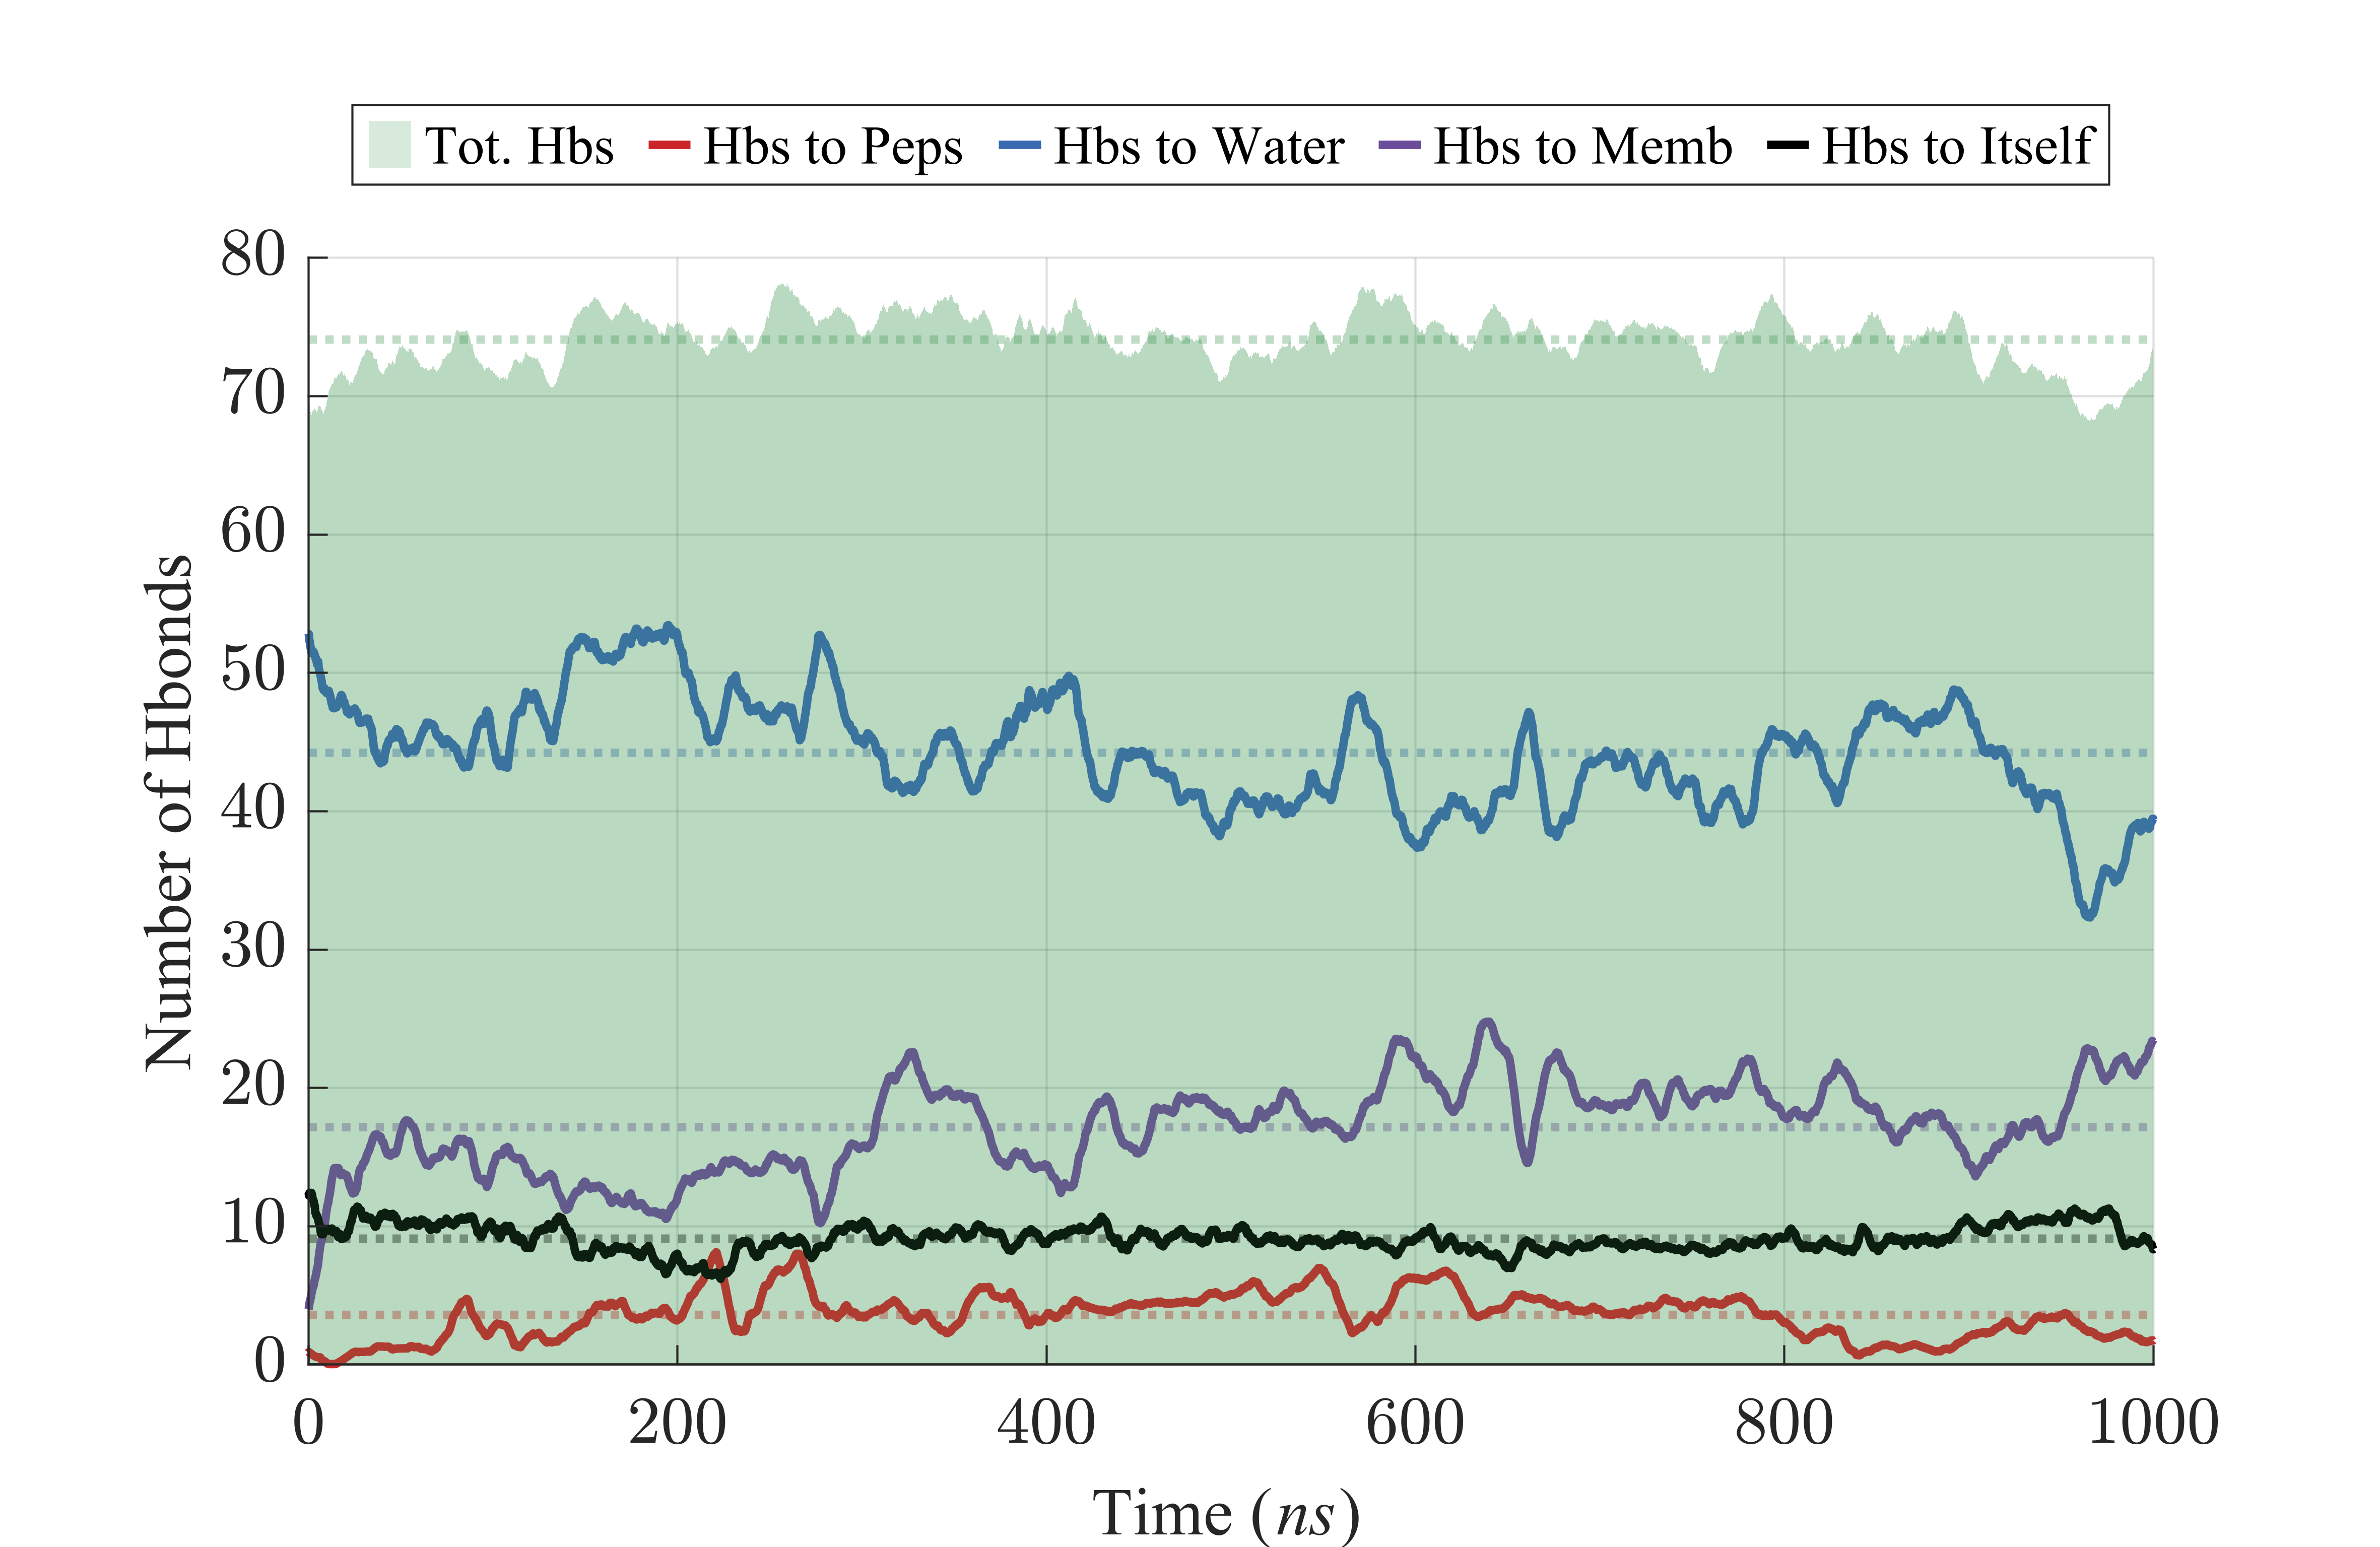 Tot. Hbs Hbs to Peps Hbs to Water Hbs to Memb Hbs to Itself
80
70
60
50
40
30
20
10
0
Number of Hbonds
0 200 400 600 800 1000
Time (ns)